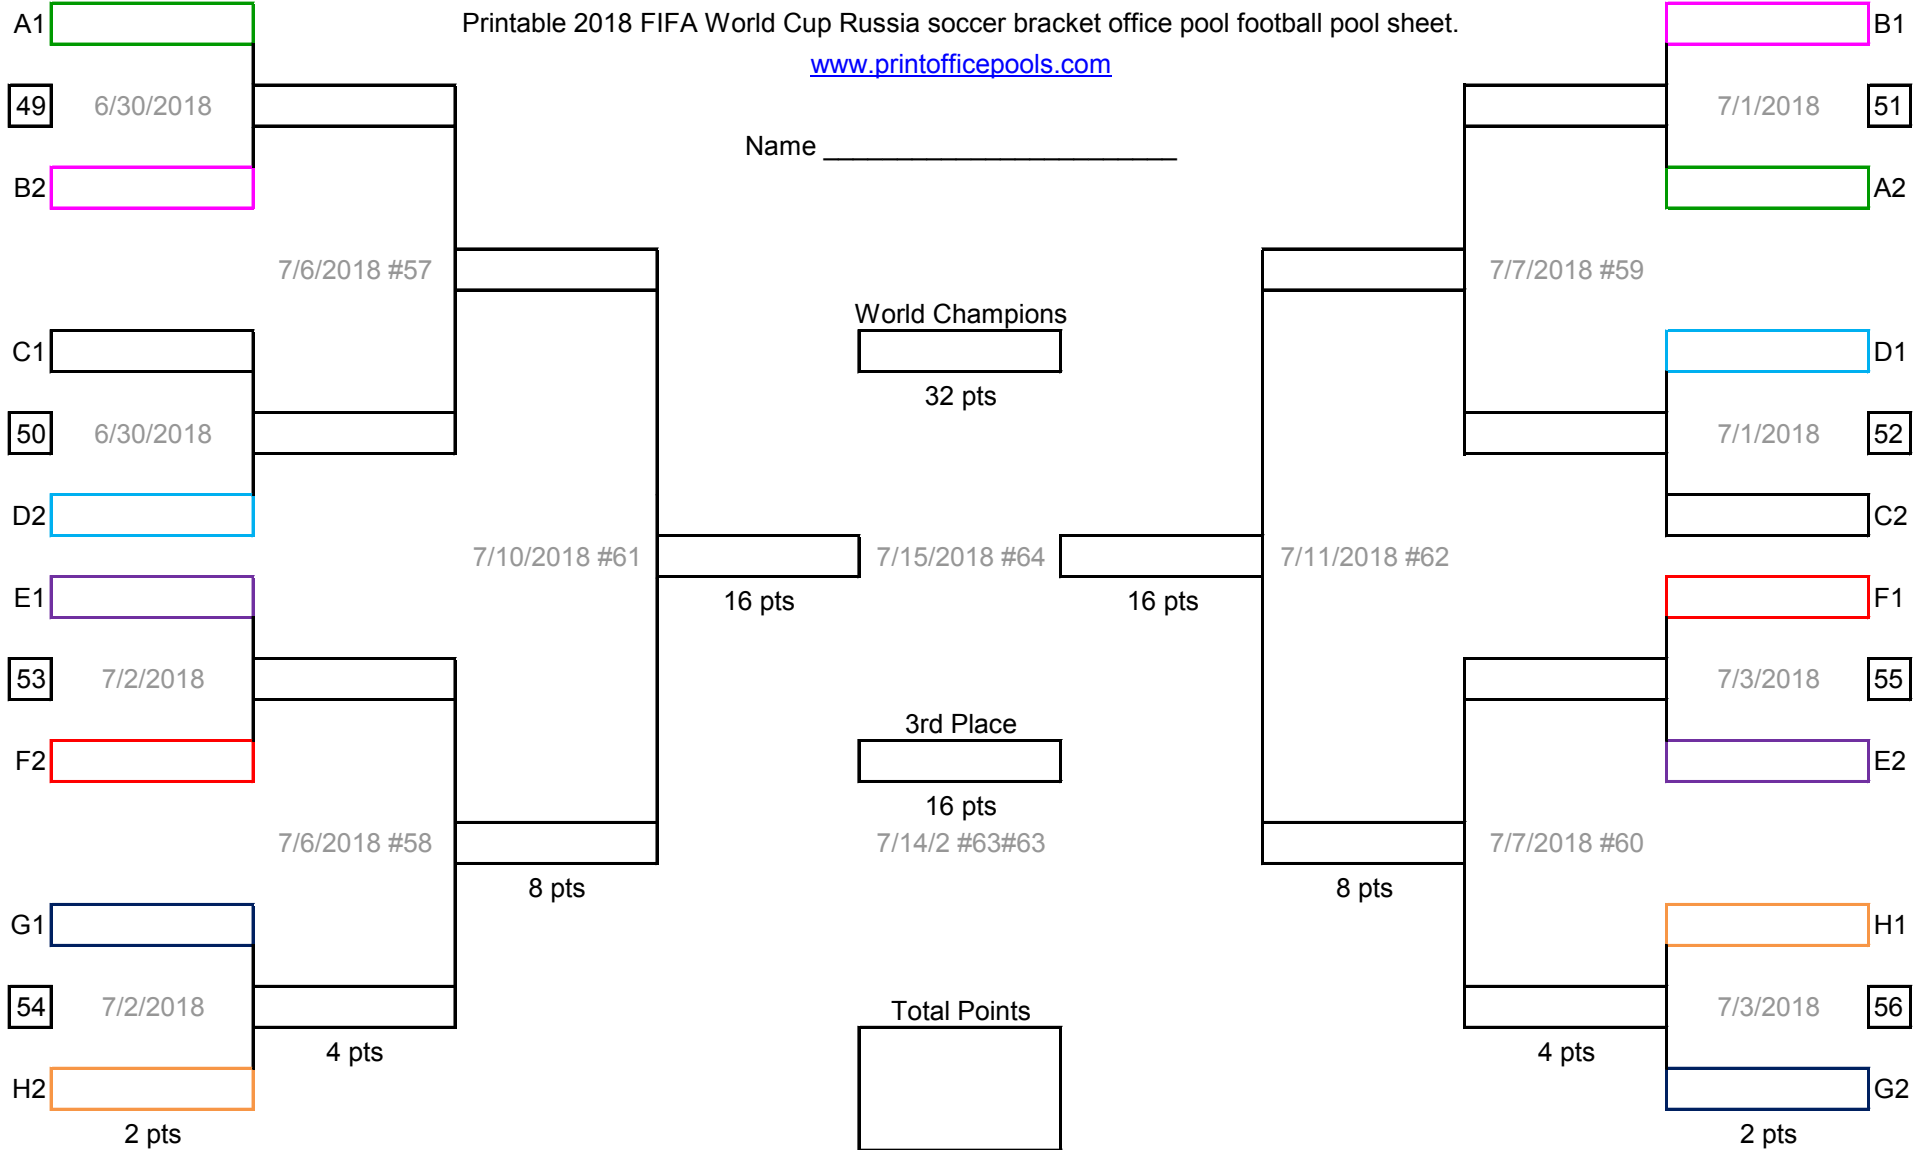 A1
Printable 2018 FIFA World Cup Russia soccer bracket office pool football pool sheet.
B1
www.printofficepools.com
49
6/30/2018
7/1/2018
51
Name ________________________
B2
A2
7/6/2018 #57
7/7/2018 #59
World Champions
C1
D1
32 pts
50
6/30/2018
7/1/2018
52
D2
C2
7/10/2018 #61
7/15/2018 #64
7/11/2018 #62
E1
16 pts
16 pts
F1
53
7/2/2018
7/3/2018
55
3rd Place
F2
E2
16 pts
7/6/2018 #58
7/14/2 #63#63
7/7/2018 #60
8 pts
8 pts
G1
H1
54
7/2/2018
Total Points
7/3/2018
56
4 pts
4 pts
H2
G2
2 pts
2 pts